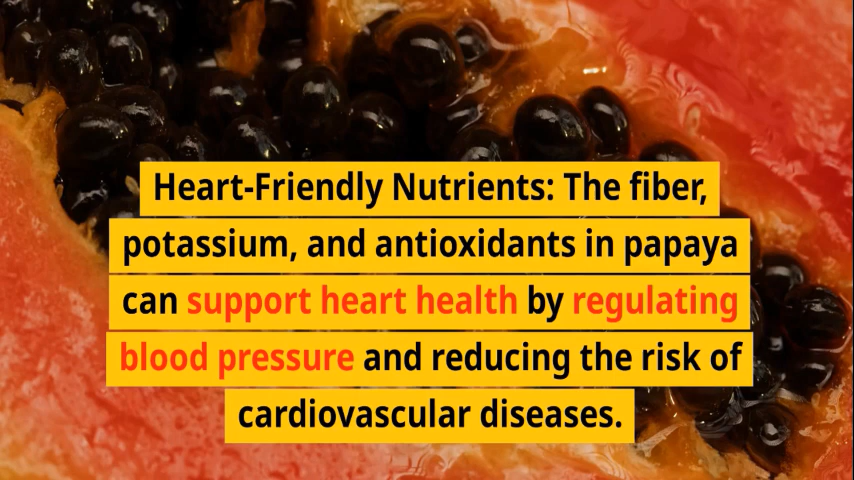 Heart-Friendly Nutrients: The fiber,
potassium, and antioxidants in papaya
can support heart health by regulating
blood pressure and reducing the risk of
cardiovascular diseases.